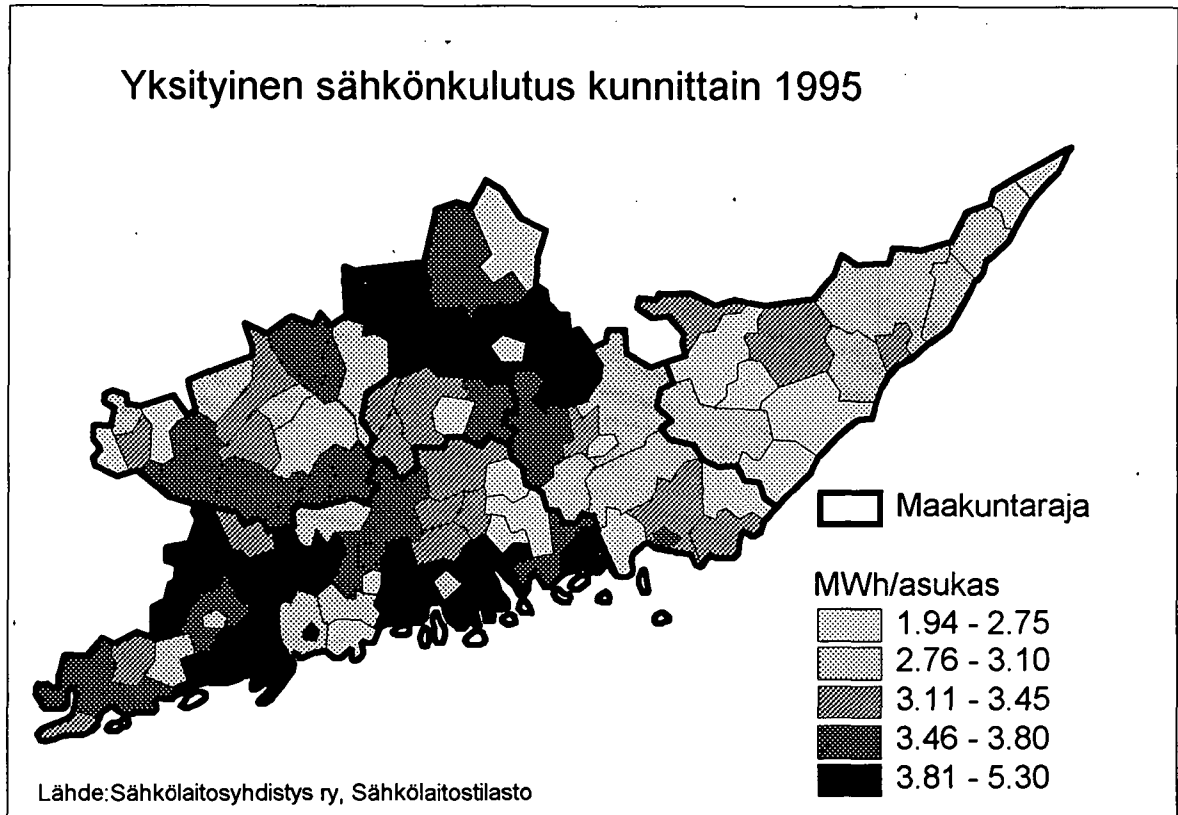 Yksityinen sähkönkulutus kunnittain 1995
Maakuntaraja
MWh/asukas
1.94 - 2.75
2.76 - 3.10
3.11 - 3.45
3.46 - 3.80
3.81 - 5.30
Lähde:Sähkölaitosyhdistys ry, Sähkölaitostilasto